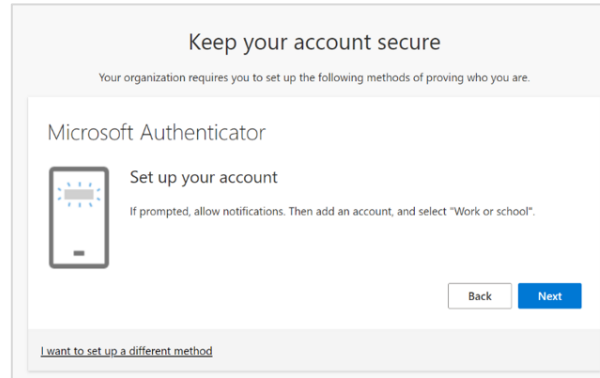 Keep your account secure
Your organization requires you to set up the following methods of proving who you are.
Microsoft Authenticator
Set up your account
If prompted, allow notifications. Then add an account, and select "Work or school".
Back
Next
I want to set up a different method